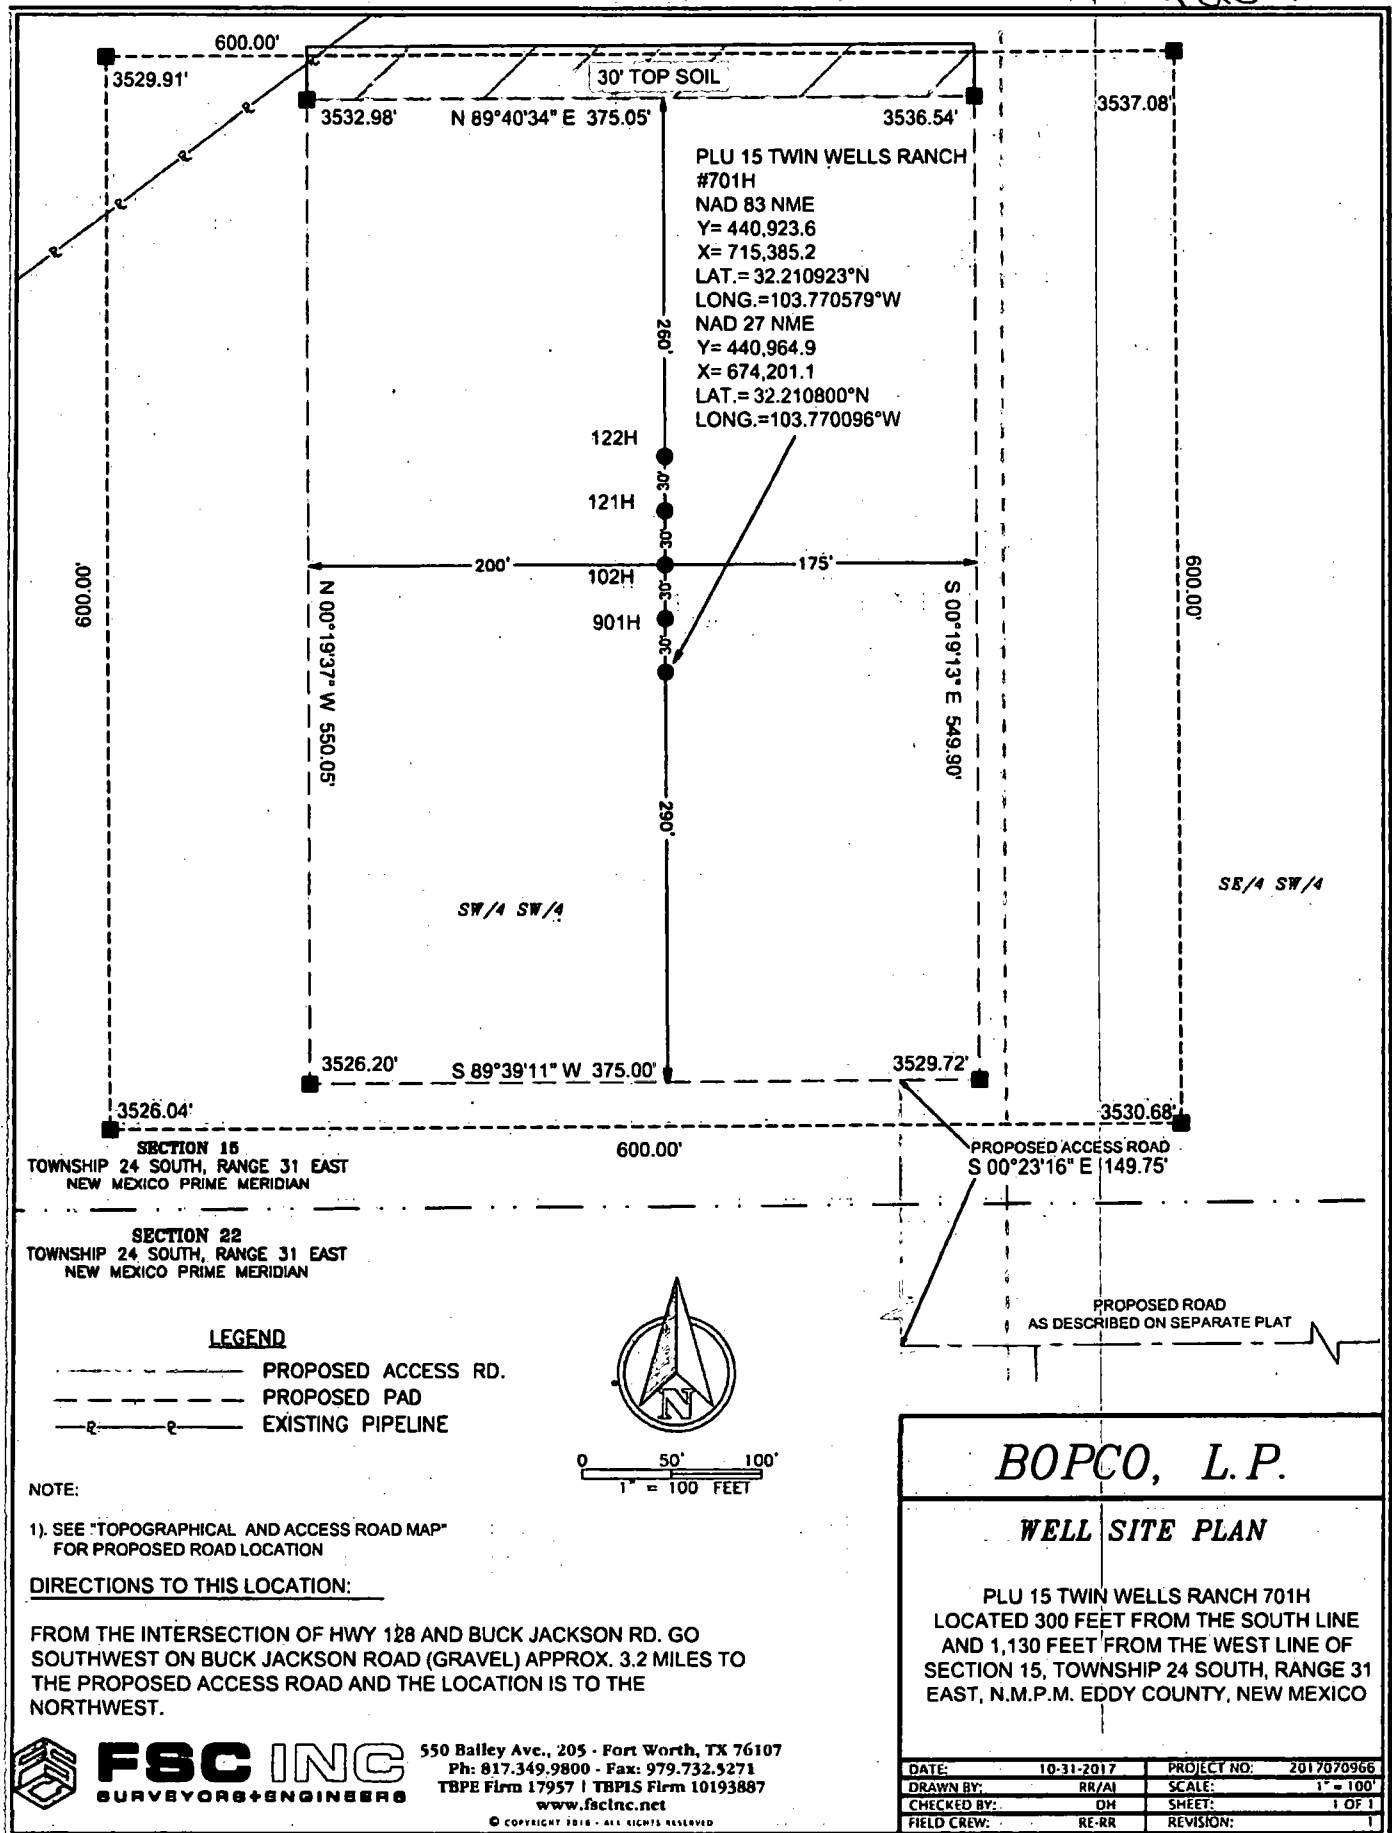 600.00'
3529.91'
30' TOP SOIL
3537.08'
3532.98'
N 89°40'34" E 375.05'
3536.54'
PLU 15 TWIN WELLS RANCH
#701H
NAD 83 NME
Y= 440,923.6
X= 715,385.2
LAT.= 32.210923°N
LONG.=103.770579°W
NAD 27 NME
Y= 440,964.9
X= 674,201.1
LAT.= 32.210800°N
LONG.=103.770096°W
260'
122H
30'
121H
30'
200'
175'
102H
30'
901H
30'
600.00'
N 00°19'37" W 550.05'
S 00°19'13" E 549.90'
600.00'
290'
SW/4 SW/4
SE/4 SW/4
3526.20'
S 89°39'11" W 375.00'
3529.72'
3526.04'
3530.68'
600.00'
SECTION 15
TOWNSHIP 24 SOUTH, RANGE 31 EAST
NEW MEXICO PRIME MERIDIAN
PROPOSED ACCESS ROAD
S 00°23'16" E 149.75'
SECTION 22
TOWNSHIP 24 SOUTH, RANGE 31 EAST
NEW MEXICO PRIME MERIDIAN
PROPOSED ROAD
AS DESCRIBED ON SEPARATE PLAT
LEGEND
PROPOSED ACCESS RD.
PROPOSED PAD
EXISTING PIPELINE
N
0 50' 100'
1" = 100 FEET
NOTE:
1). SEE "TOPOGRAPHICAL AND ACCESS ROAD MAP"
FOR PROPOSED ROAD LOCATION
DIRECTIONS TO THIS LOCATION:
FROM THE INTERSECTION OF HWY 128 AND BUCK JACKSON RD. GO
SOUTHWEST ON BUCK JACKSON ROAD (GRAVEL) APPROX. 3.2 MILES TO
THE PROPOSED ACCESS ROAD AND THE LOCATION IS TO THE
NORTHWEST.
FSC INC
SURVEYORS+ENGINEERS
550 Bailey Ave., 205 - Fort Worth, TX 76107
Ph: 817.349.9800 - Fax: 979.732.5271
TBPE Firm 17957 | TBPLS Firm 10193887
www.fscinc.net
© COPYRIGHT 2016 - ALL RIGHTS RESERVED
BOPCO, L.P.
WELL SITE PLAN
PLU 15 TWIN WELLS RANCH 701H
LOCATED 300 FEET FROM THE SOUTH LINE
AND 1,130 FEET FROM THE WEST LINE OF
SECTION 15, TOWNSHIP 24 SOUTH, RANGE 31
EAST, N.M.P.M. EDDY COUNTY, NEW MEXICO
DATE: 10-31-2017 PROJECT NO: 2017070966
DRAWN BY: RR/AI SCALE: 1" = 100'
CHECKED BY: DH SHEET: 1 OF 1
FIELD CREW: RE-RR REVISION: 1